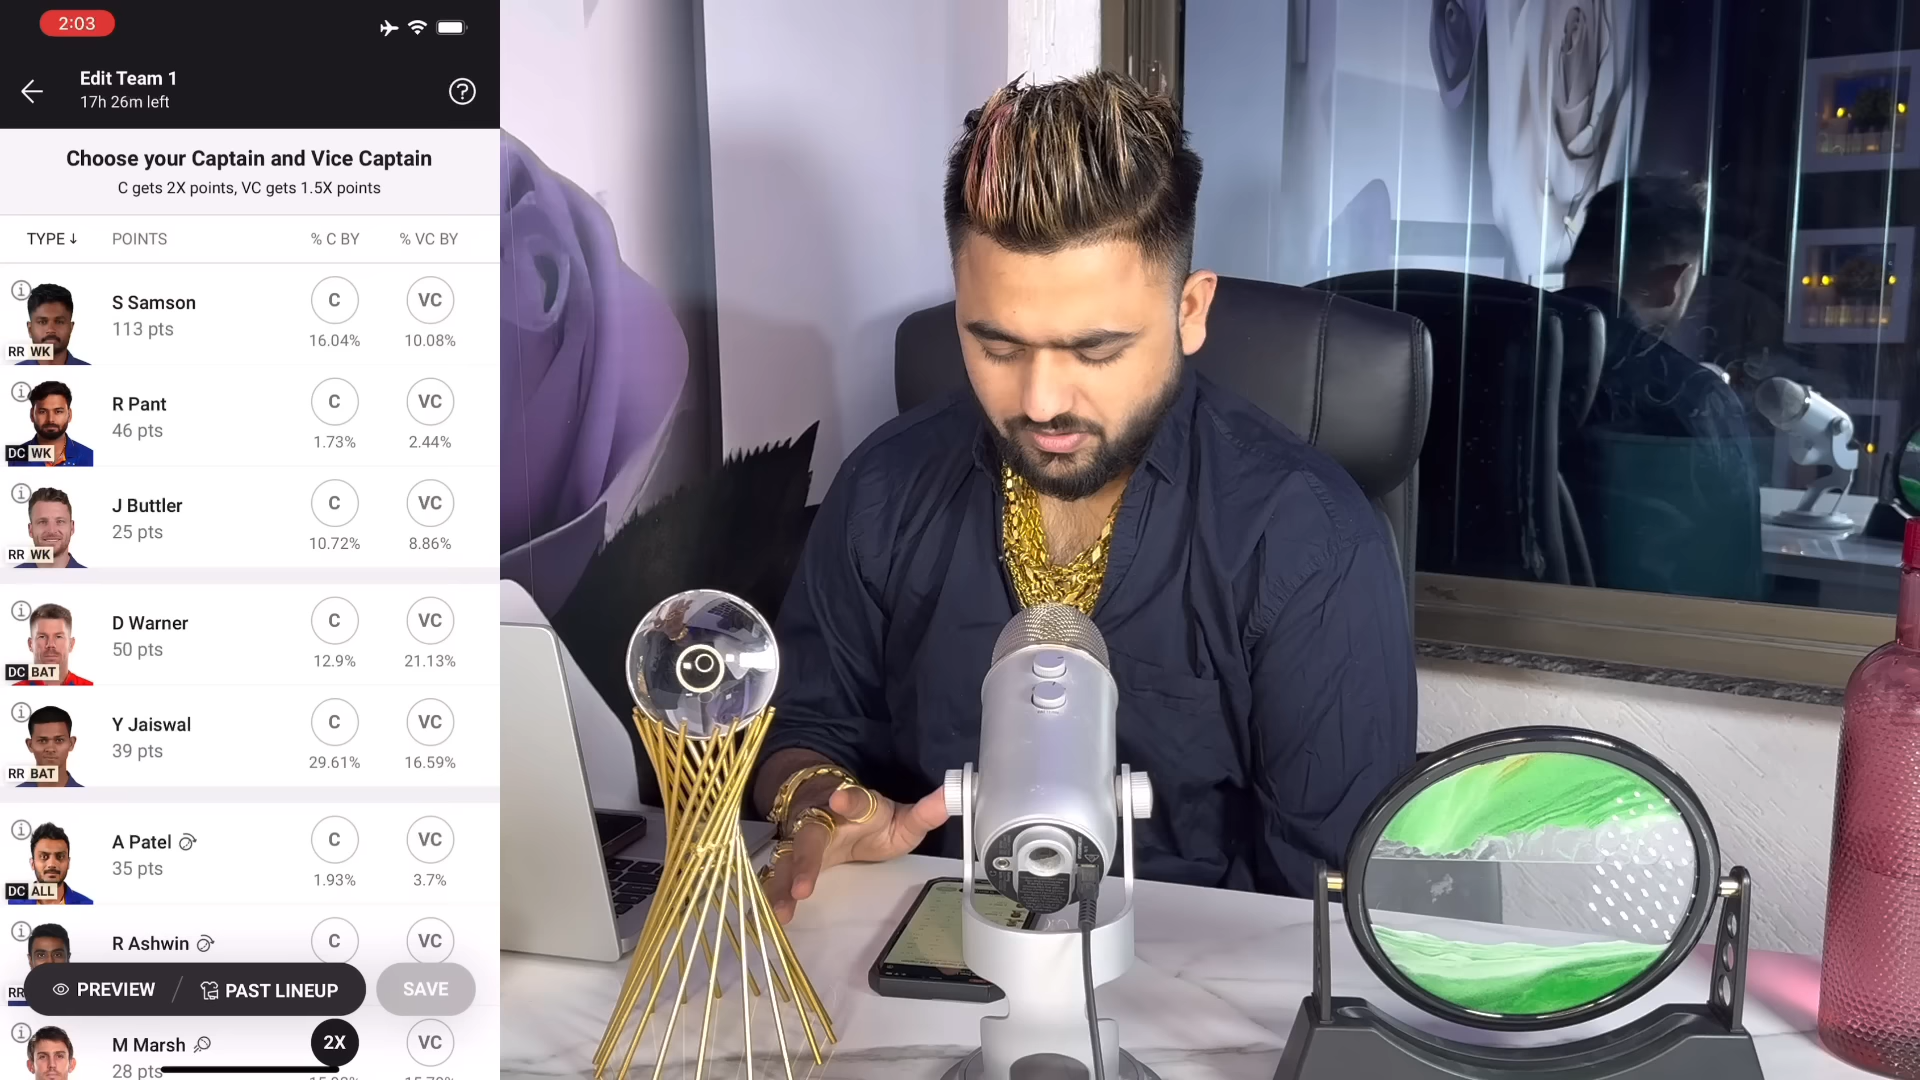 2:03
Edit Team 1
17h 26m left
Choose your Captain and Vice Captain
C gets 2X points, VC gets 1.5X points
TYPE↓ POINTS % C BY % VC BY
S Samson C VC
113 pts 16.04% 10.08%
RR WK
R Pant C VC
46 pts 1.73% 2.44%
DC WK
J Buttler C VC
25 pts 10.72% 8.86%
RR WK
D Warner C VC
50 pts 12.9% 21.13%
DC BAT
Y Jaiswal C VC
39 pts 29.61% 16.59%
RR BAT
A Patel C VC
35 pts 1.93% 3.7%
DC ALL
R Ashwin C VC
RR
PREVIEW / PAST LINEUP SAVE
M Marsh 2X VC
28 pts